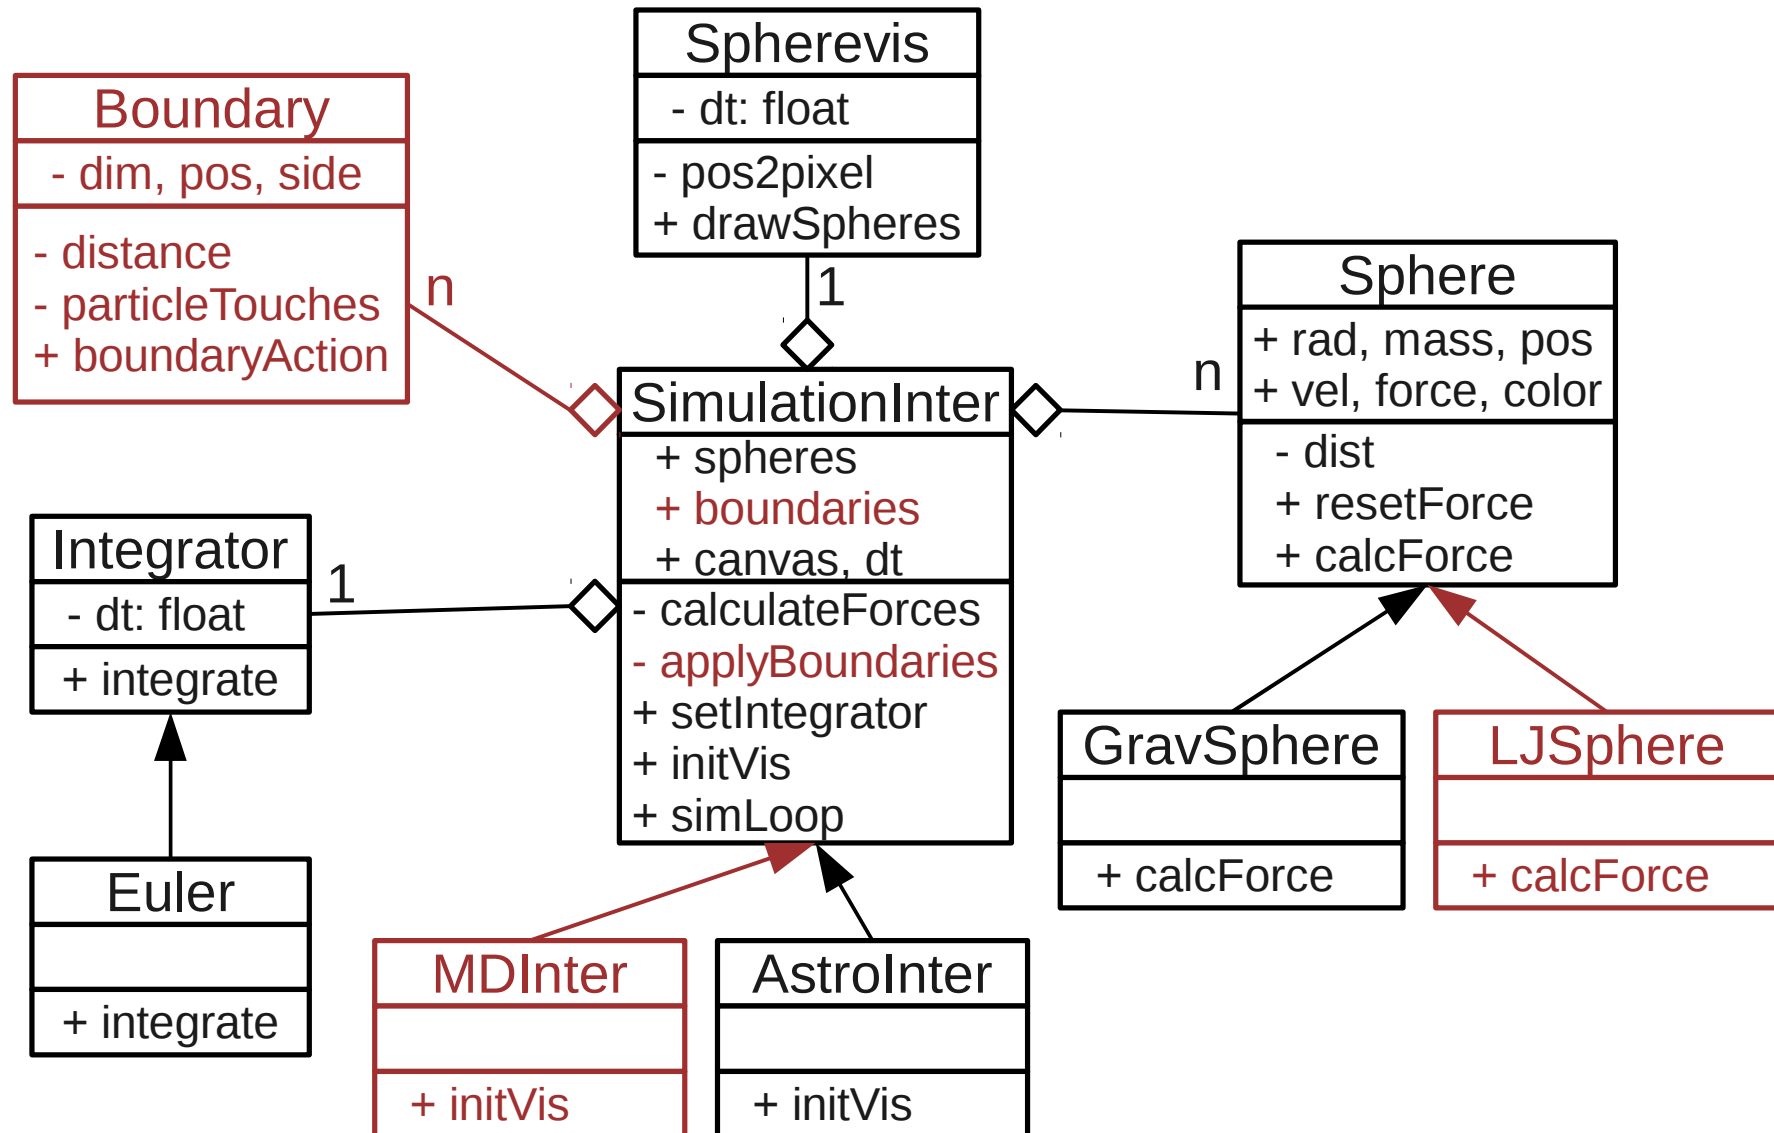 Spherevis
- dt: float
- pos2pixel
+ drawSpheres
1
Boundary
- dim, pos, side
- distance
- particleTouches
+ boundaryAction
n
Sphere
+ rad, mass, pos
+ vel, force, color
- dist
+ resetForce
+ calcForce
n
SimulationInter
+ spheres
+ boundaries
+ canvas, dt
- calculateForces
- applyBoundaries
+ setIntegrator
+ initVis
+ simLoop
Integrator
- dt: float
+ integrate
1
Euler
+ integrate
MDInter
+ initVis
AstroInter
+ initVis
GravSphere
+ calcForce
LJSphere
+ calcForce